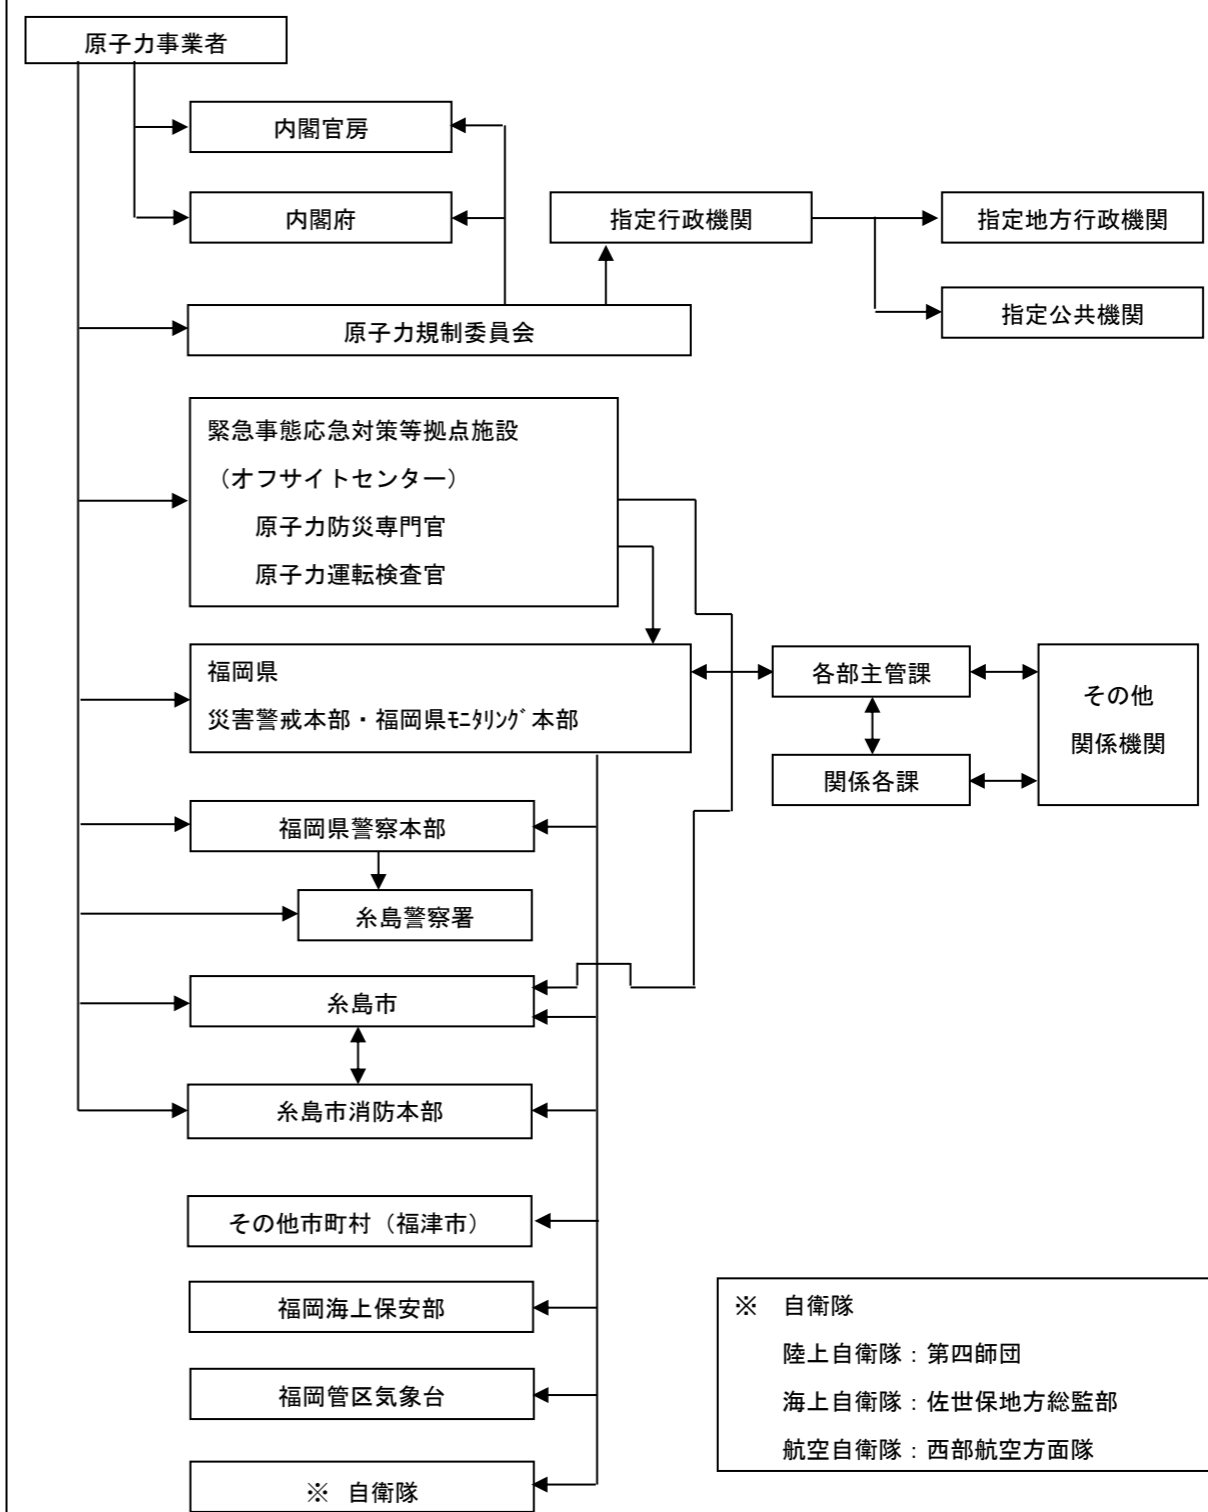 原子力事業者
内閣官房
内閣府
指定行政機関
指定地方行政機関
指定公共機関
原子力規制委員会
緊急事態応急対策等拠点施設
（オフサイトセンター）
原子力防災専門官
原子力運転検査官
福岡県
災害警戒本部・福岡県ﾓﾆﾀﾘﾝｸﾞ本部
各部主管課
関係各課
その他
関係機関
福岡県警察本部
糸島警察署
糸島市
糸島市消防本部
その他市町村（福津市）
福岡海上保安部
福岡管区気象台
※ 自衛隊
※ 自衛隊
陸上自衛隊：第四師団
海上自衛隊：佐世保地方総監部
航空自衛隊：西部航空方面隊